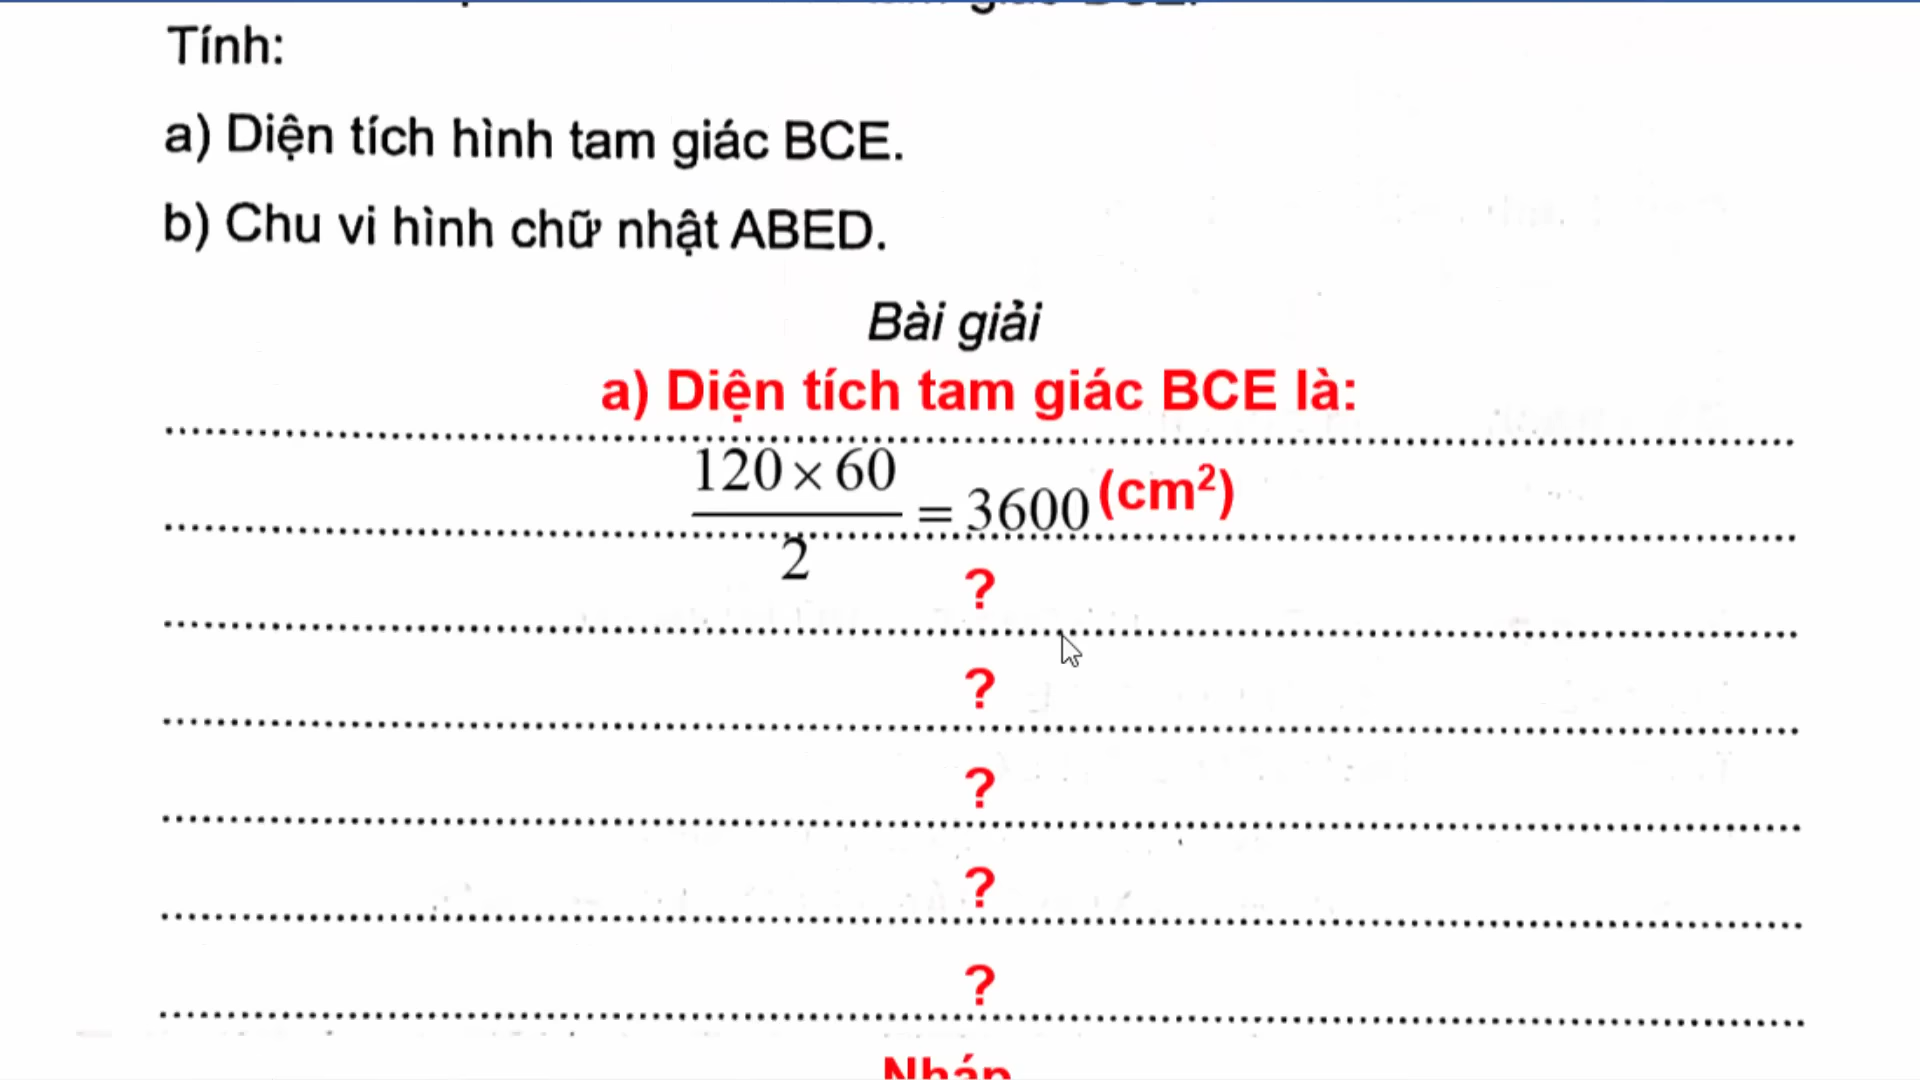 Tính:
a) Diện tích hình tam giác BCE.
b) Chu vi hình chữ nhật ABED.
Bài giải
a) Diện tích tam giác BCE là:
120 × 60
2
= 3600 (cm²)
?
?
?
?
?
Nháp